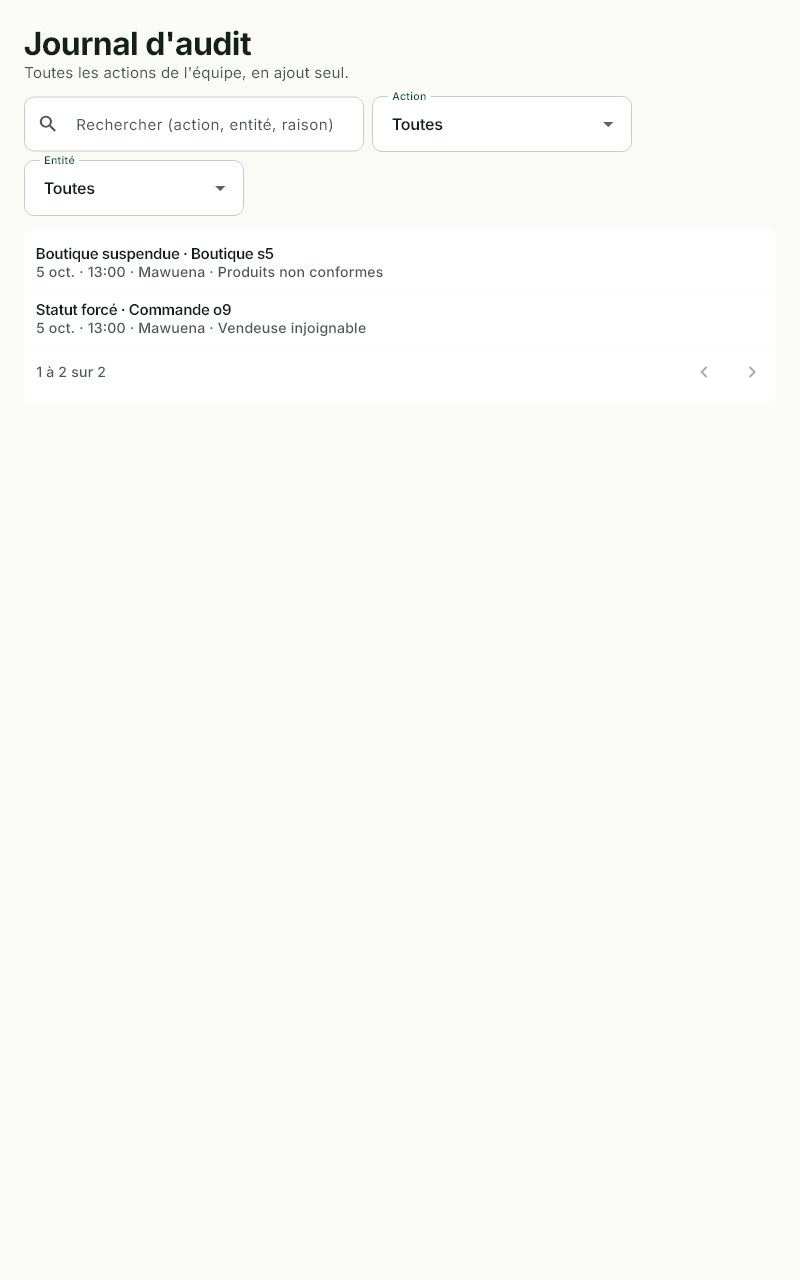 Journal d'audit
Toutes les actions de l'équipe, en ajout seul.
Action
Rechercher (action, entité, raison)
Toutes
Entité
Toutes
Boutique suspendue · Boutique s5
5 oct. · 13:00 · Mawuena · Produits non conformes
Statut forcé · Commande o9
5 oct. · 13:00 · Mawuena · Vendeuse injoignable
1 à 2 sur 2